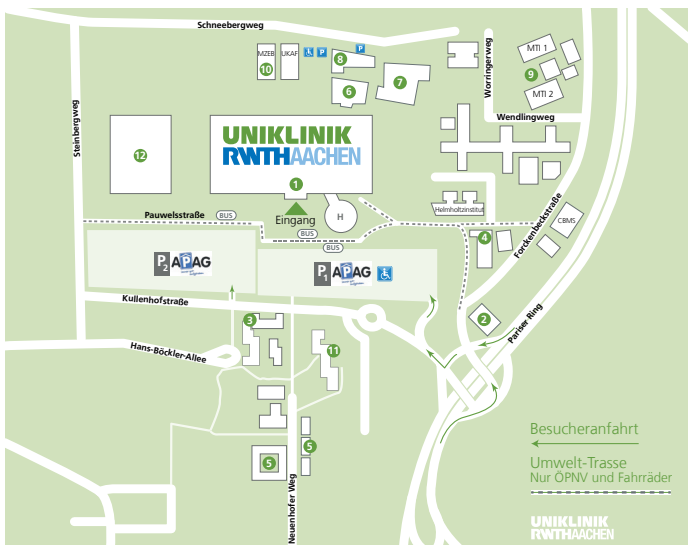 Schneebergweg
MZEB
UKAF
P
P
10
8
7
6
Worringerweg
MTI 1
9
MTI 2
Wendlingweg
Steinbergweg
12
UNIKLINIK
RWTHAACHEN
1
Eingang
H
Helmholtzinstitut
Pauwelsstraße
BUS
BUS
BUS
4
CBMS
Forckenbeckstraße
P2 APAG
P1 APAG
Kullenhofstraße
3
11
2
Pariser Ring
Hans-Böckler-Allee
5
5
Neuenhofer Weg
Besucheranfahrt
Umwelt-Trasse
Nur ÖPNV und Fahrräder
UNIKLINIK
RWTHAACHEN